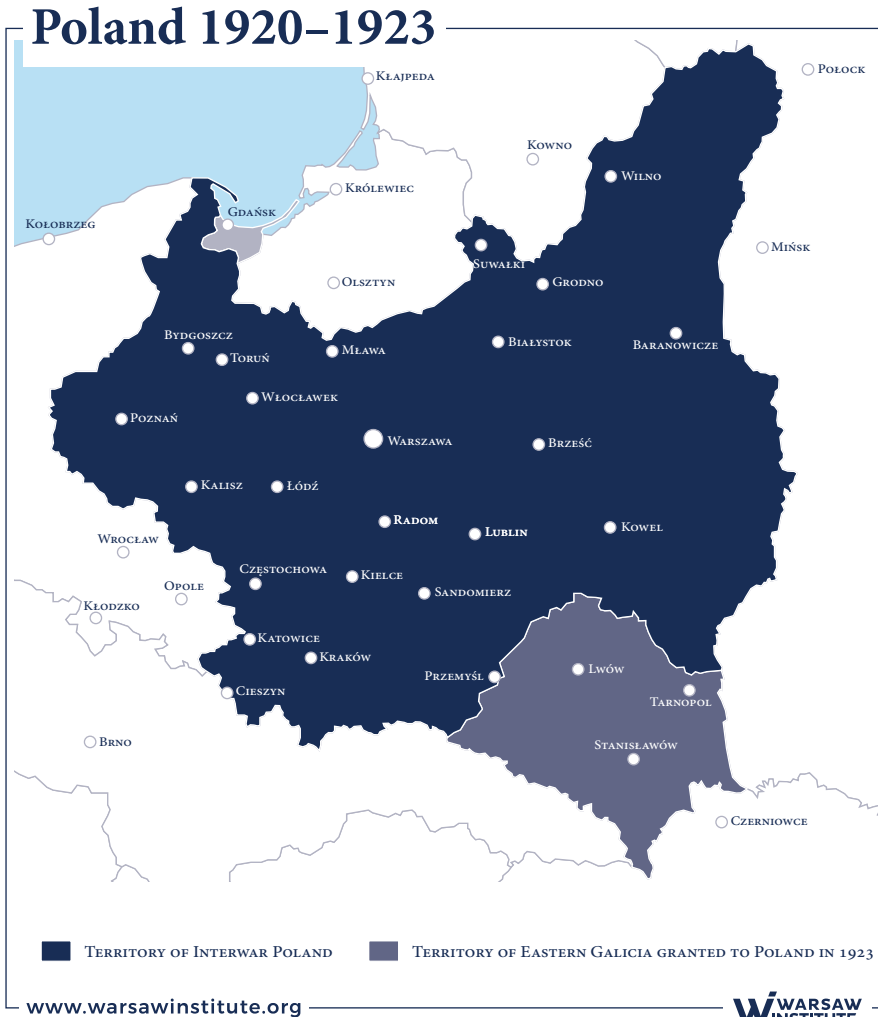 Poland 1920–1923
Kłajpeda
Połock
Kowno
Wilno
Królewiec
Gdańsk
Kołobrzeg
Mińsk
Suwałki
Olsztyn
Grodno
Bydgoszcz
Białystok
Baranowicze
Toruń
Mława
Włocławek
Poznań
Warszawa
Brześć
Kalisz
Łódź
Radom
Lublin
Kowel
Wrocław
Częstochowa
Kielce
Opole
Sandomierz
Kłodzko
Katowice
Kraków
Lwów
Przemyśl
Cieszyn
Tarnopol
Brno
Stanisławów
Czerniowce
Territory of Interwar Poland
Territory of Eastern Galicia granted to Poland in 1923
www.warsawinstitute.org
WARSAW
INSTITUTE